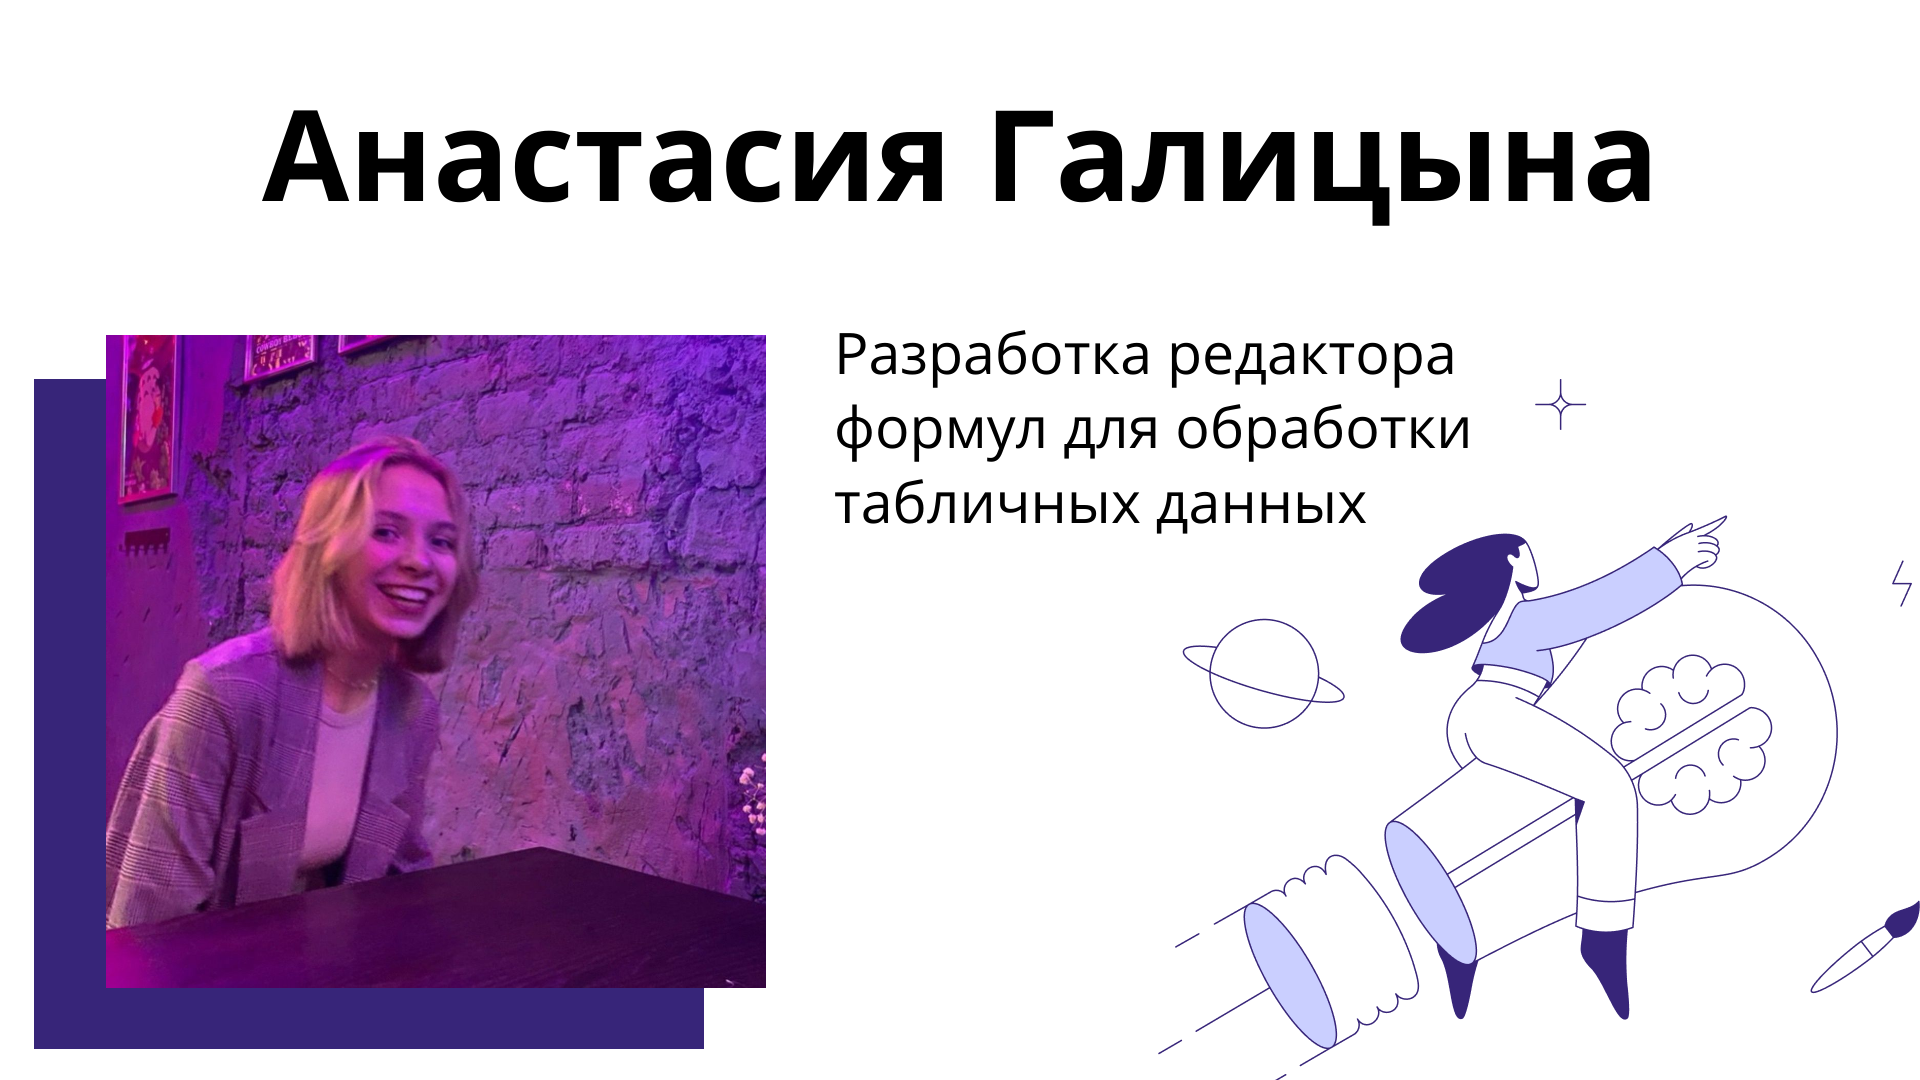 Анастасия Галицына
Разработка редактора
формул для обработки
табличных данных